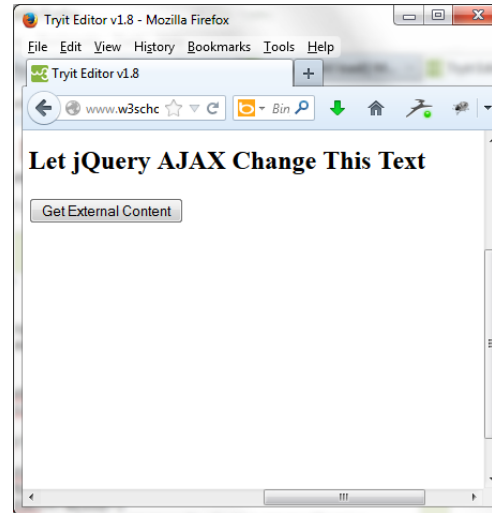 Tryit Editor v1.8 - Mozilla Firefox
File Edit View History Bookmarks Tools Help
Tryit Editor v1.8
www.w3schc Bin
Let jQuery AJAX Change This Text
Get External Content